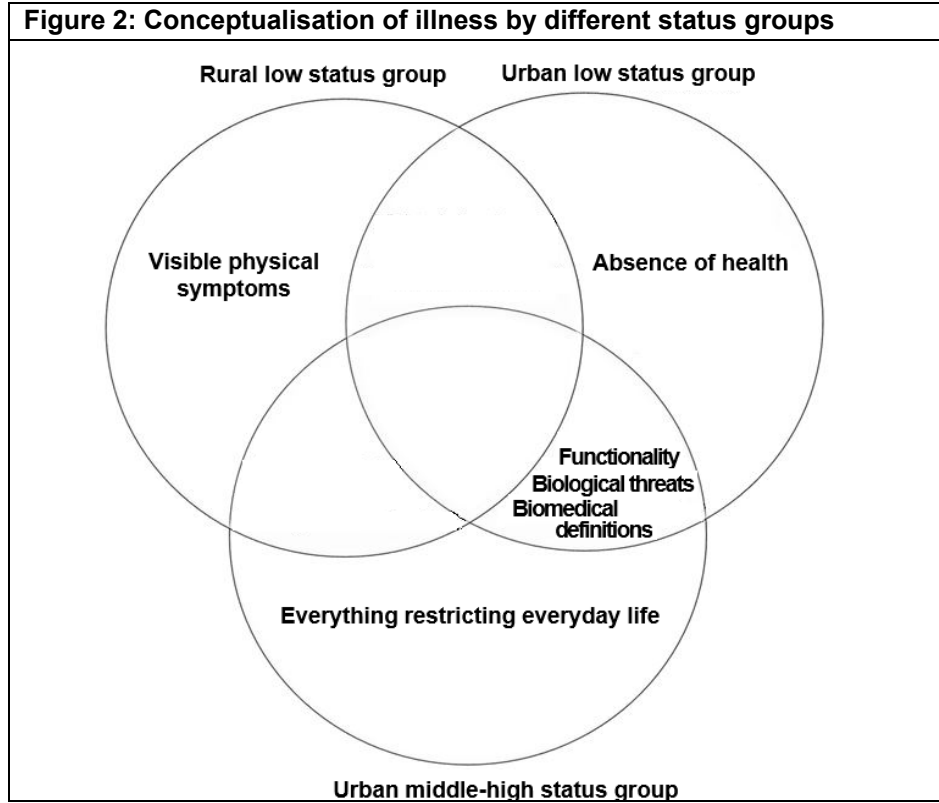 Figure 2: Conceptualisation of illness by different status groups
Rural low status group
Urban low status group
Visible physical
symptoms
Absence of health
Functionality
Biological threats
Biomedical
definitions
Everything restricting everyday life
Urban middle-high status group